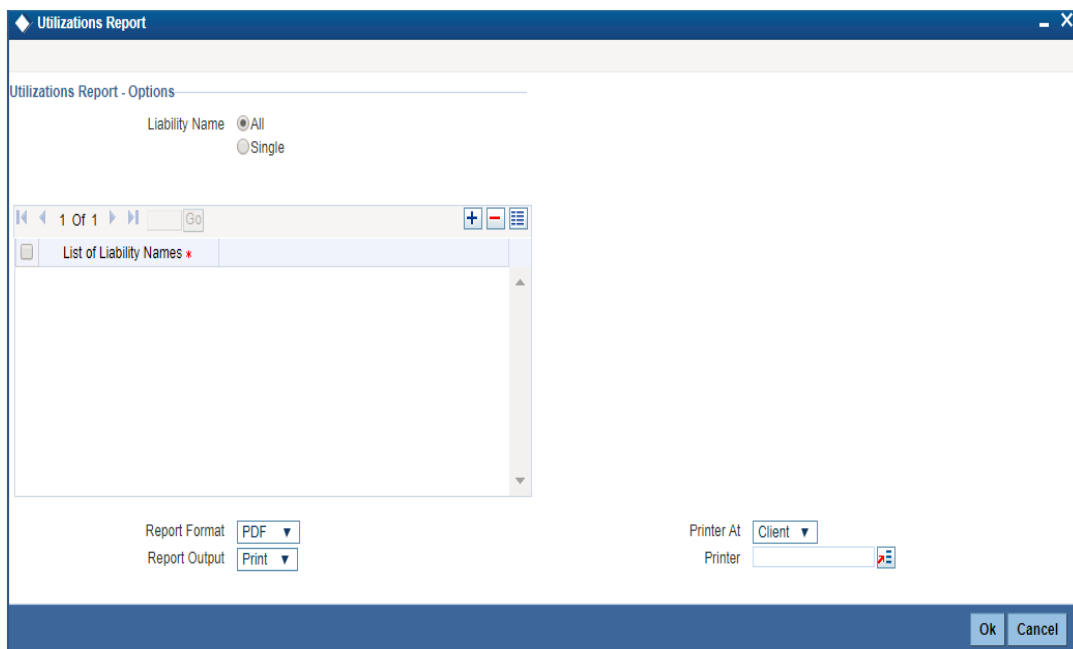 Utilizations Report
Utilizations Report - Options
Liability Name All
Single
1 Of 1 Go
List of Liability Names *
Report Format PDF
Report Output Print
Printer At Client
Printer
Ok Cancel